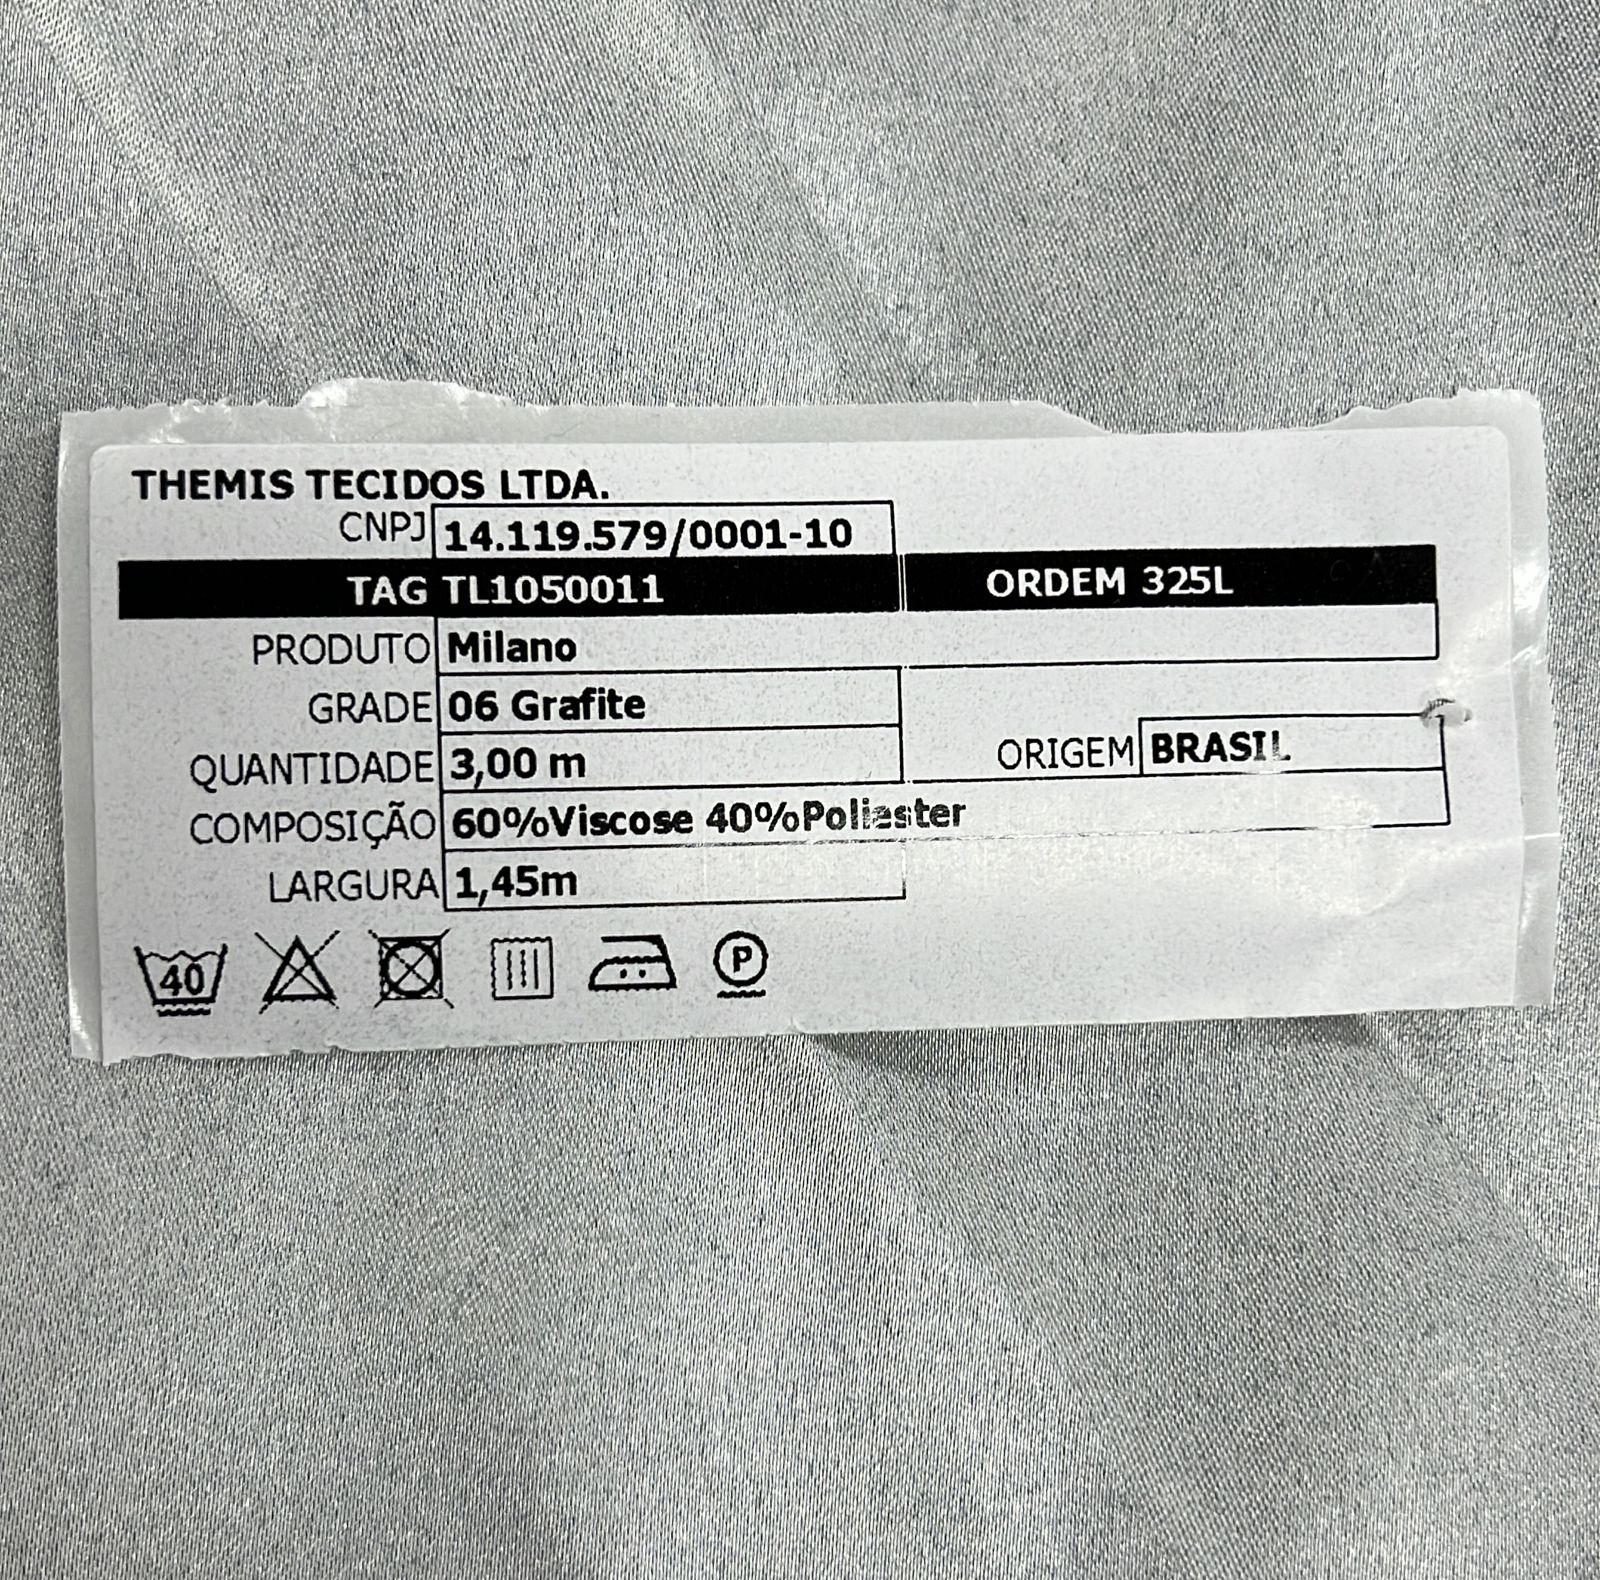 THEMIS TECIDOS LTDA.
CNPJ 14.119.579/0001-10
TAG TL1050011 ORDEM 325L
PRODUTO Milano
GRADE 06 Grafite
QUANTIDADE 3,00 m ORIGEM BRASIL
COMPOSIÇÃO 60%Viscose 40%Poliester
LARGURA 1,45m
40 P